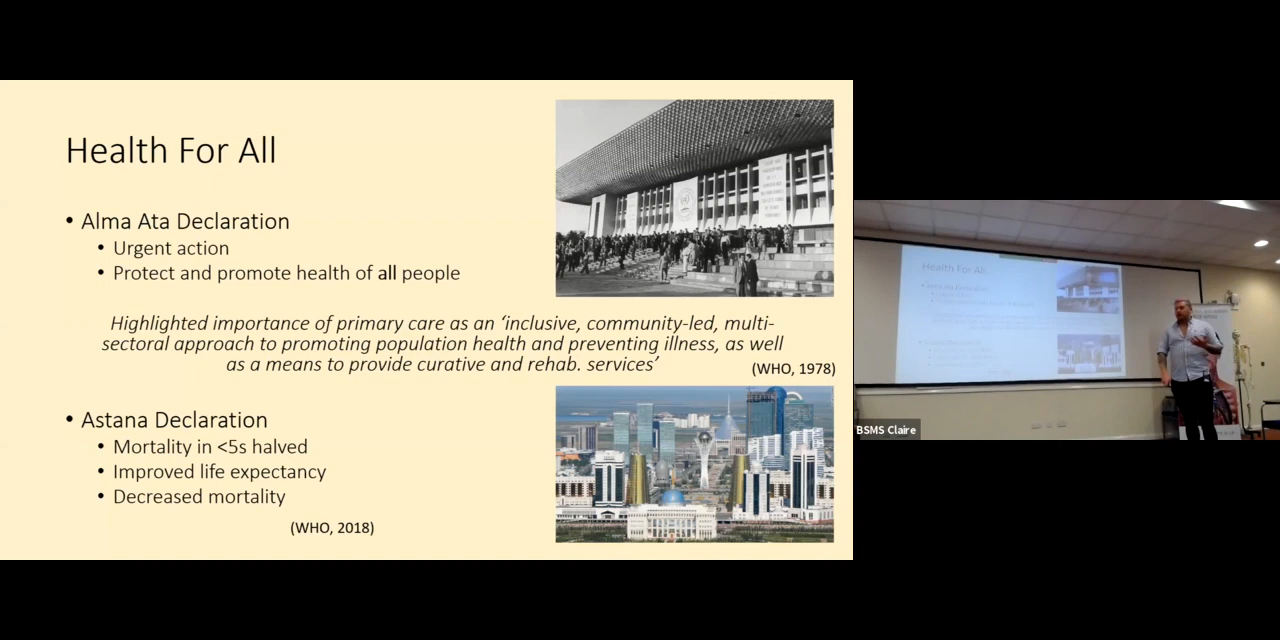 Health For All
• Alma Ata Declaration
• Urgent action
• Protect and promote health of all people
Highlighted importance of primary care as an ‘inclusive, community-led, multi-
sectoral approach to promoting population health and preventing illness, as well
as a means to provide curative and rehab. services’
(WHO, 1978)
• Astana Declaration
• Mortality in <5s halved
• Improved life expectancy
• Decreased mortality
(WHO, 2018)
Health For All
BSMS Claire